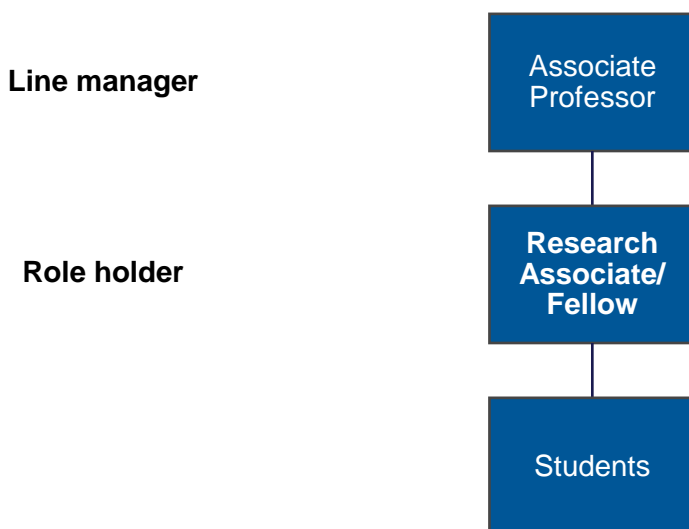 Line manager
Associate
Professor
Role holder
Research
Associate/
Fellow
Students